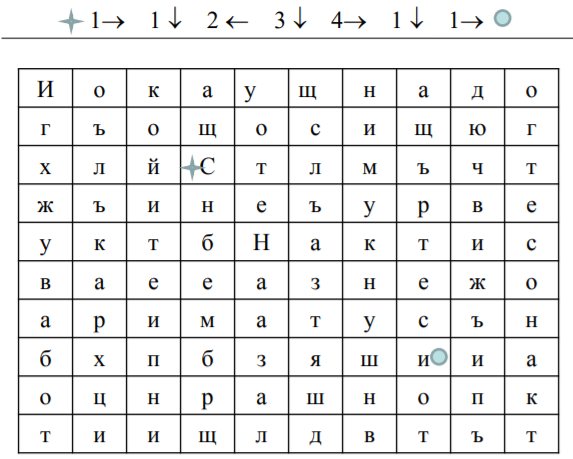 1→ 1↓ 2← 3↓ 4→ 1↓ 1→
И о к а у щ н а д о
г ъ о щ о с и щ ю г
х л й С т л м ъ ч т
ж ъ и н е ъ у р в е
у к т б Н а к т и с
в а е е а з н е ж о
а р и м а т у с ъ н
б х п б з я ш и и а
о ц н р а ш н о п к
т и и щ л д в т ъ т